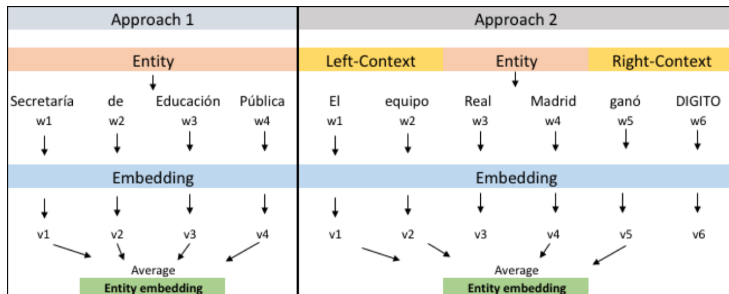 Approach 1
Entity
Secretaría de Educación Pública
w1 w2 w3 w4
Embedding
v1 v2 v3 v4
Average
Entity embedding
Approach 2
Left-Context Entity Right-Context
El equipo Real Madrid ganó DIGITO
w1 w2 w3 w4 w5 w6
Embedding
v1 v2 v3 v4 v5 v6
Average
Entity embedding